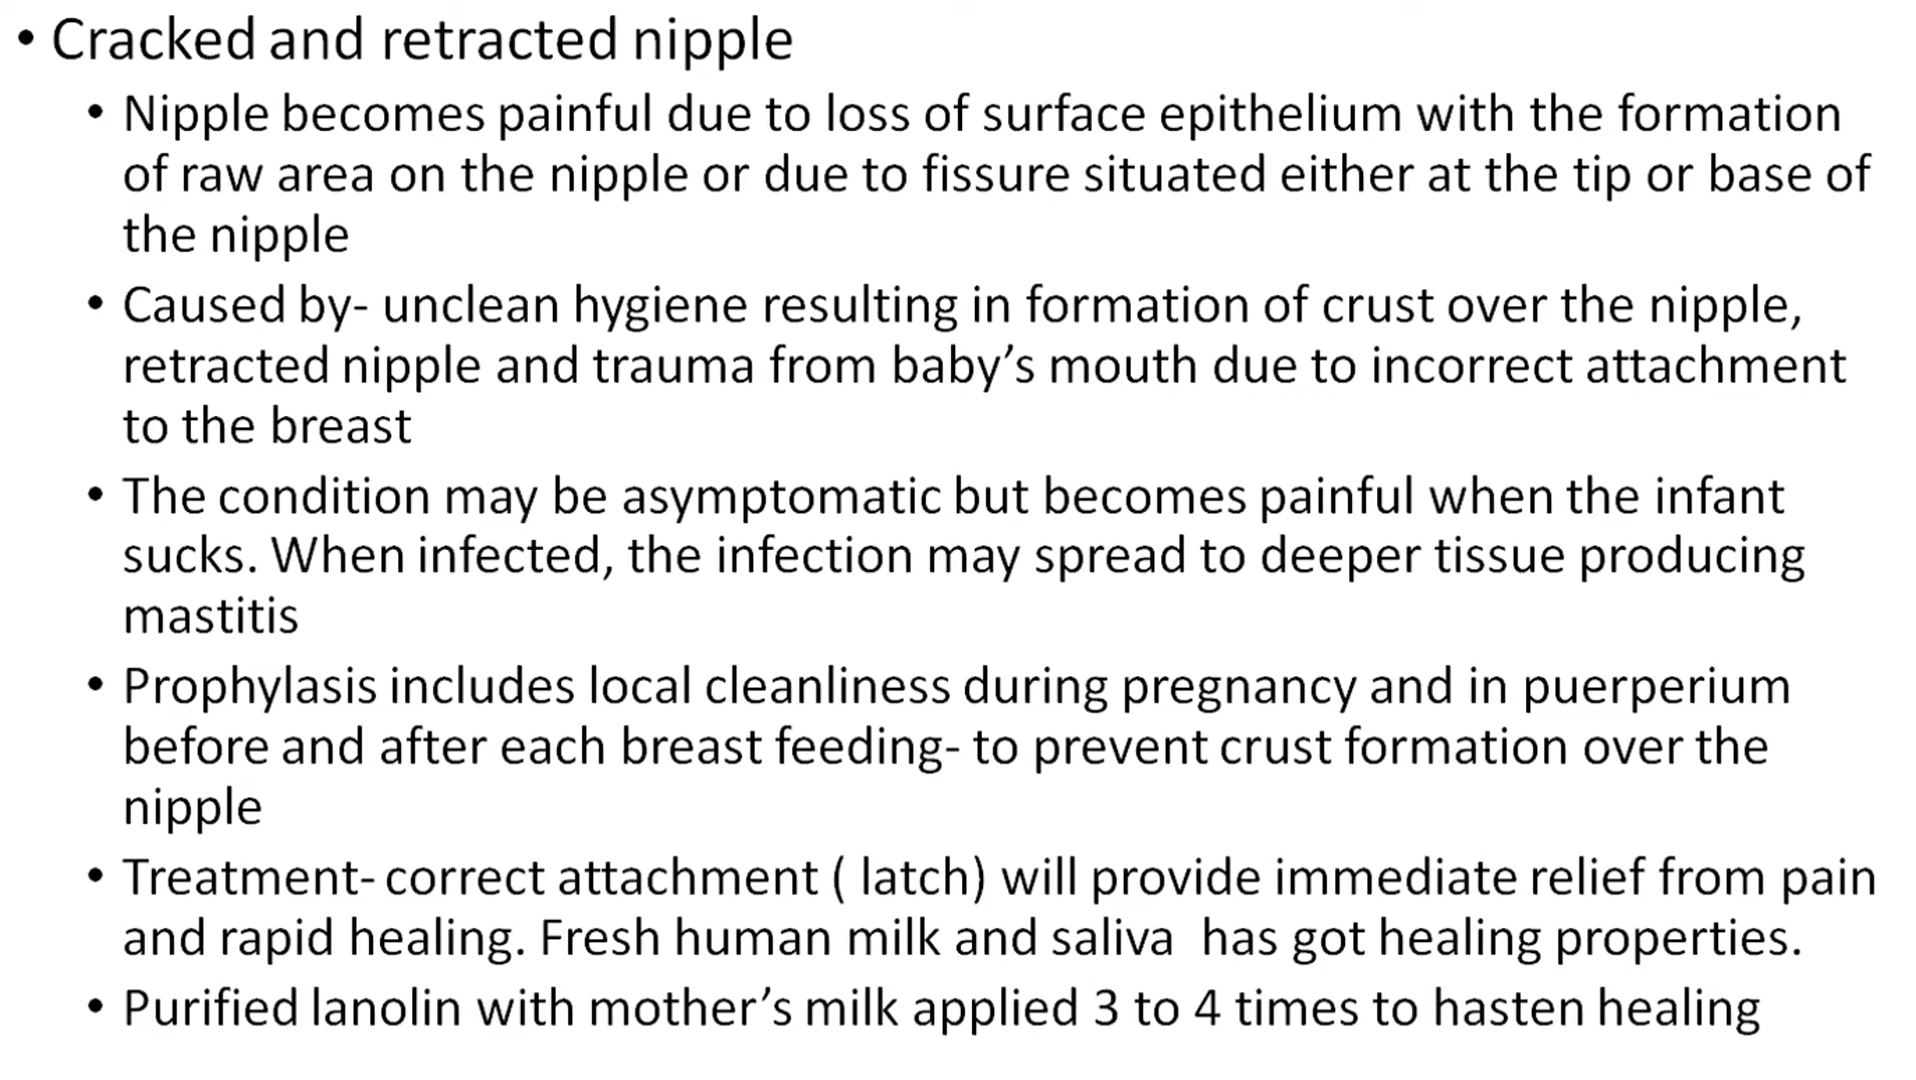 • Cracked and retracted nipple
• Nipple becomes painful due to loss of surface epithelium with the formation
of raw area on the nipple or due to fissure situated either at the tip or base of
the nipple
• Caused by- unclean hygiene resulting in formation of crust over the nipple,
retracted nipple and trauma from baby’s mouth due to incorrect attachment
to the breast
• The condition may be asymptomatic but becomes painful when the infant
sucks. When infected, the infection may spread to deeper tissue producing
mastitis
• Prophylasis includes local cleanliness during pregnancy and in puerperium
before and after each breast feeding- to prevent crust formation over the
nipple
• Treatment- correct attachment ( latch) will provide immediate relief from pain
and rapid healing. Fresh human milk and saliva  has got healing properties.
• Purified lanolin with mother’s milk applied 3 to 4 times to hasten healing